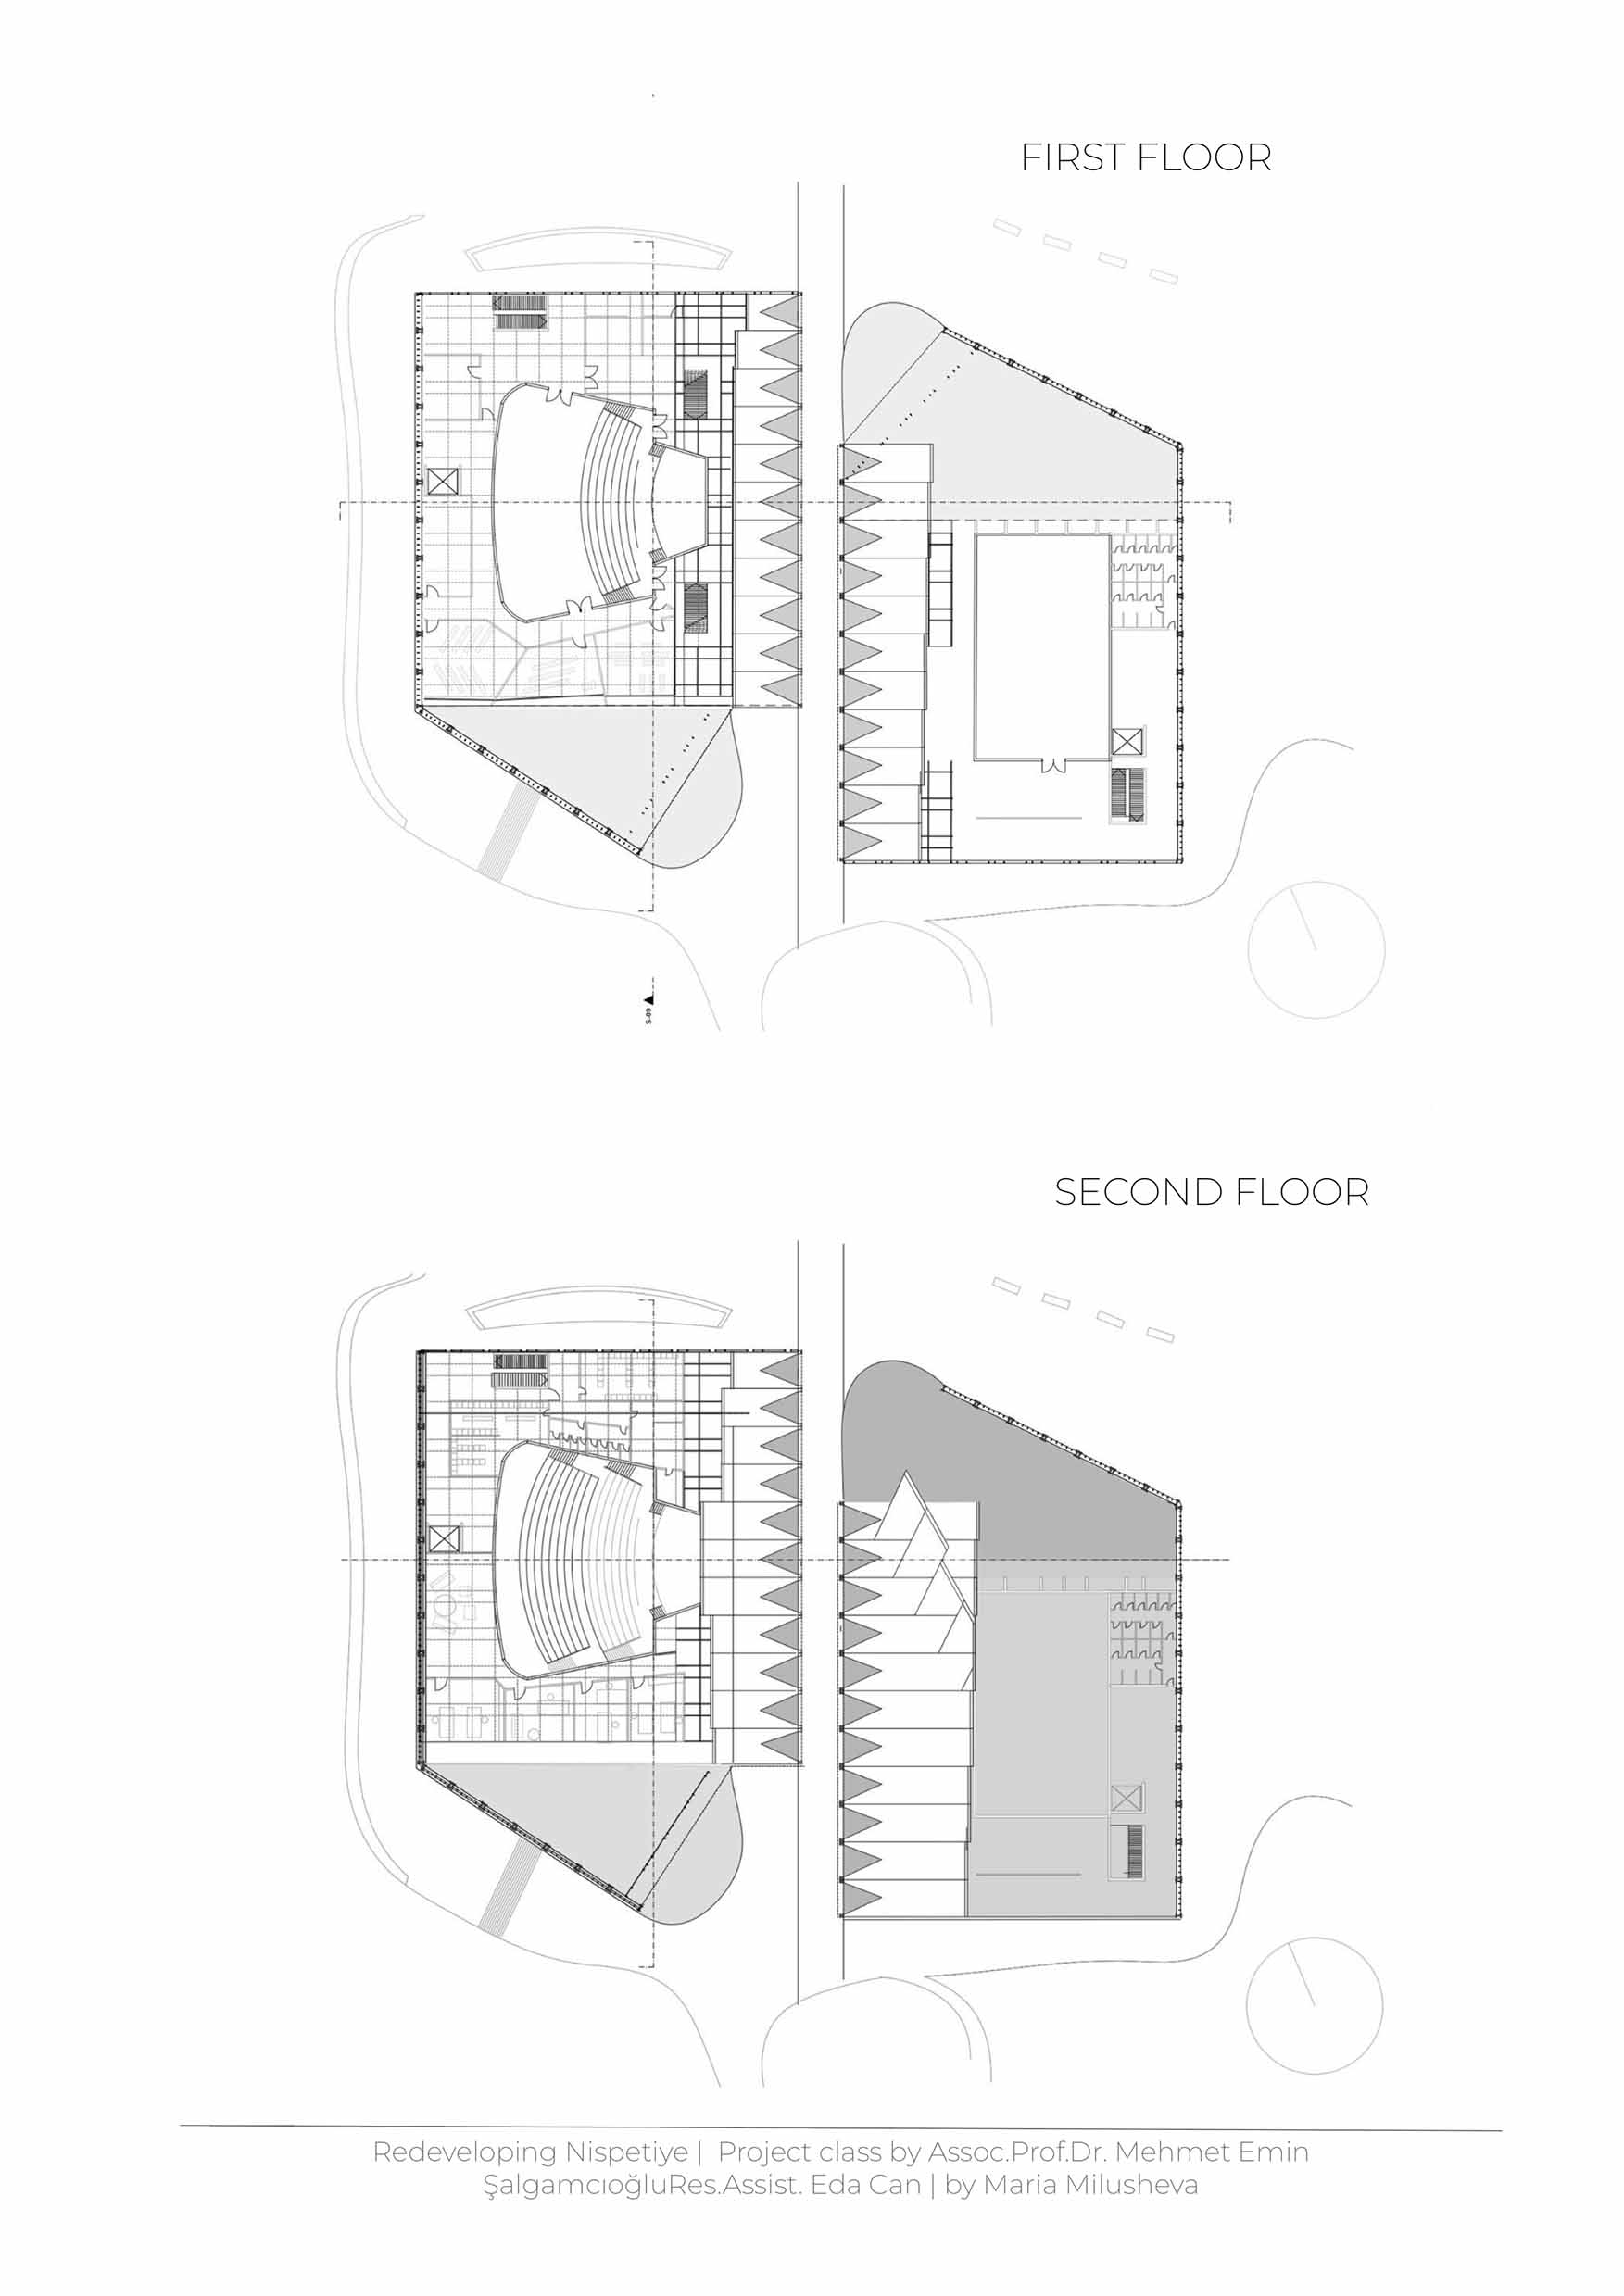 FIRST FLOOR
S-09
SECOND FLOOR
Redeveloping Nispetiye | Project class by Assoc.Prof.Dr. Mehmet Emin
ŞalgamcıoğluRes.Assist. Eda Can | by Maria Milusheva